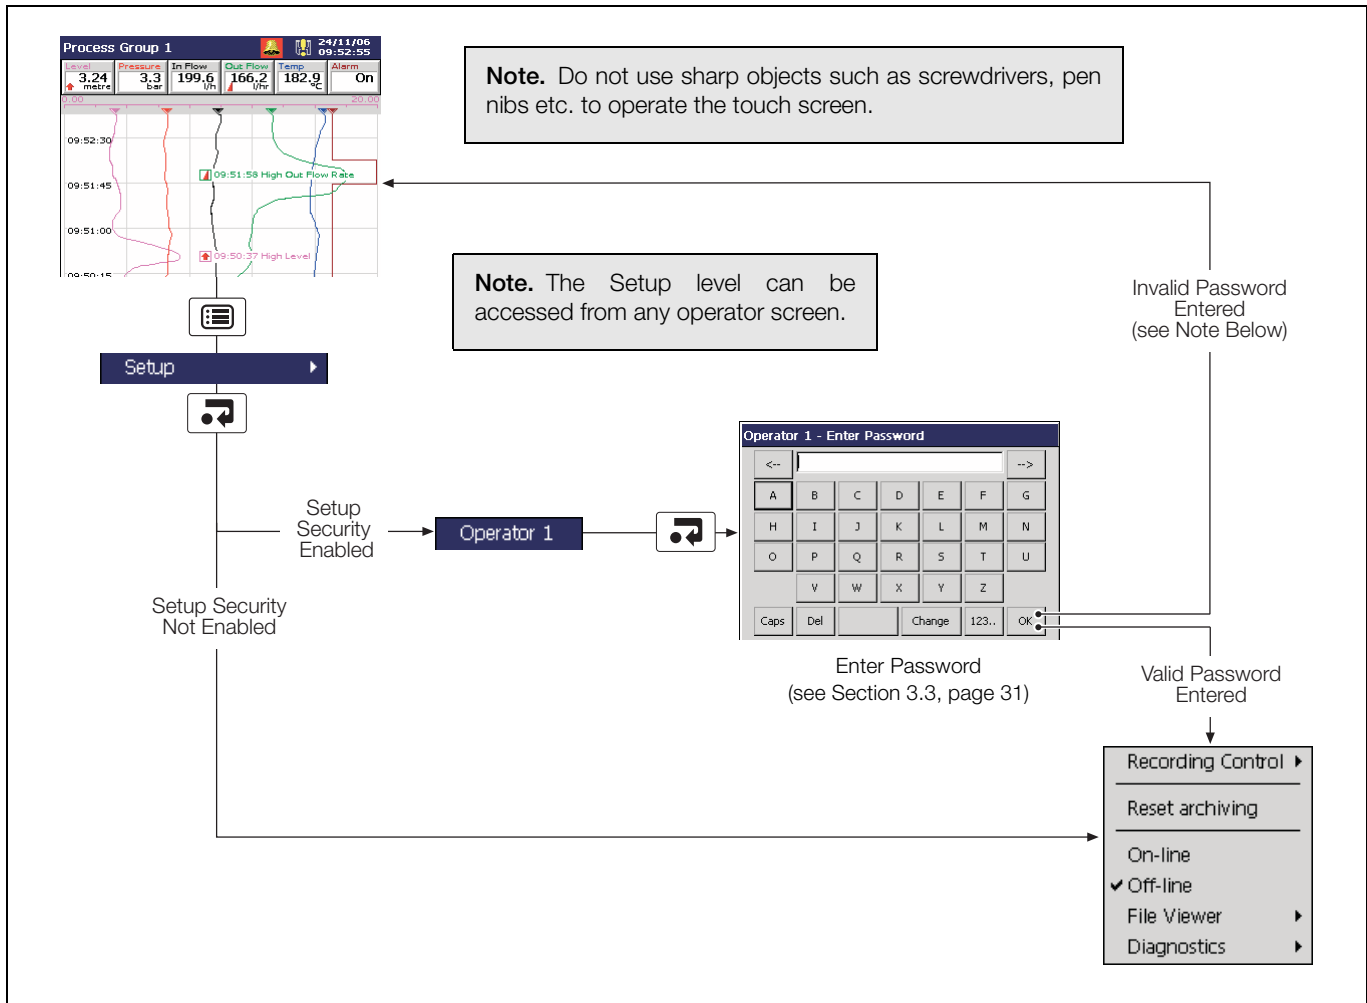 Process Group 1
24/11/06
09:52:55
Level
3.24
metre
Pressure
3.3
bar
In Flow
199.6
l/h
Out Flow
166.2
l/hr
Temp
182.9
°C
Alarm
On
0.00
20.00
09:52:30
09:51:58 High Out Flow Rate
09:51:45
09:51:00
09:50:37 High Level
09:50:15
Note. Do not use sharp objects such as screwdrivers, pen
nibs etc. to operate the touch screen.
Note. The Setup level can be
accessed from any operator screen.
Invalid Password
Entered
(see Note Below)
Setup
Setup
Security
Enabled
Operator 1
Setup Security
Not Enabled
Operator 1 - Enter Password
<-- -->
A B C D E F G
H I J K L M N
O P Q R S T U
V W X Y Z
Caps Del Change 123.. OK
Enter Password
(see Section 3.3, page 31)
Valid Password
Entered
Recording Control
Reset archiving
On-line
Off-line
File Viewer
Diagnostics